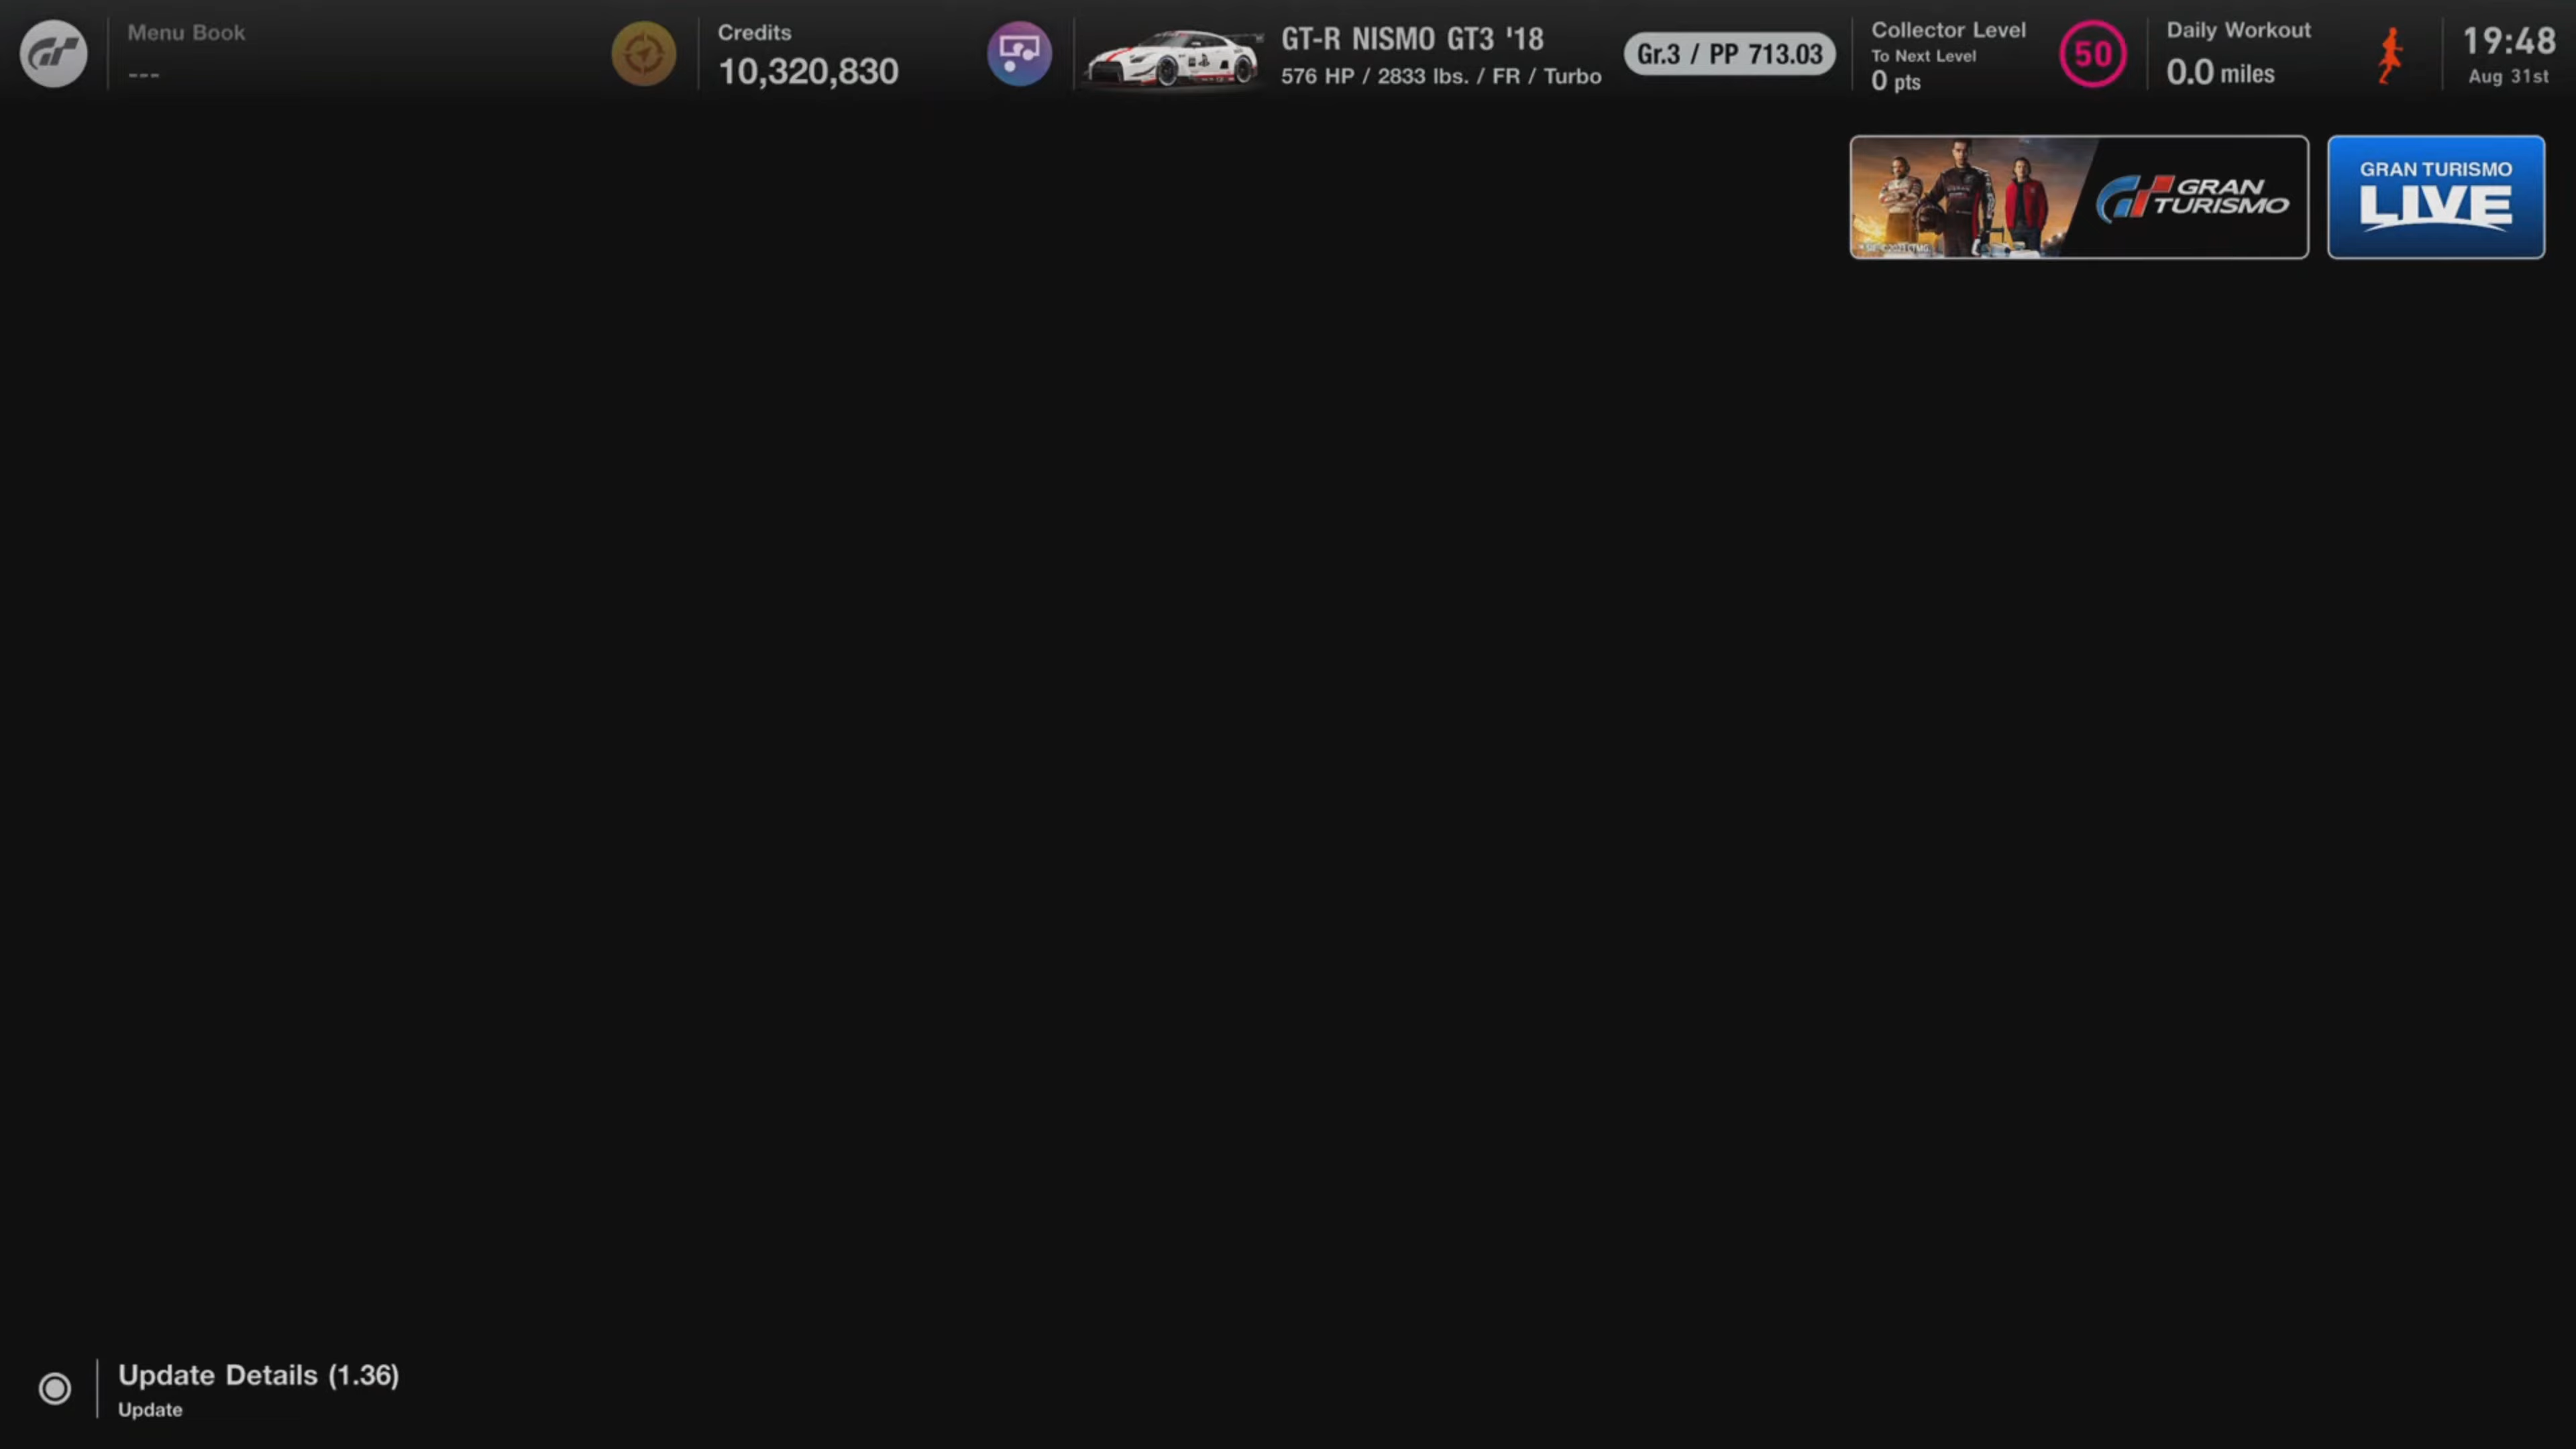 Menu Book
---
Credits
10,320,830
GT-R NISMO GT3 '18
576 HP / 2833 lbs. / FR / Turbo
Gr.3 / PP 713.03
Collector Level
To Next Level
0 pts
50
Daily Workout
0.0 miles
19:48
Aug 31st
GRAN
TURISMO
GRAN TURISMO
LIVE
Update Details (1.36)
Update